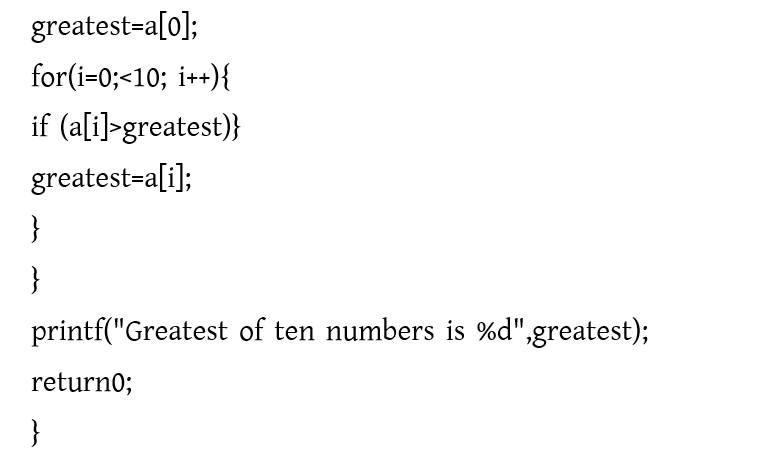 greatest=a[0];
for(i=0;<10; i++){
if (a[i]>greatest)}
greatest=a[i];
}
}
printf("Greatest of ten numbers is %d",greatest);
return0;
}